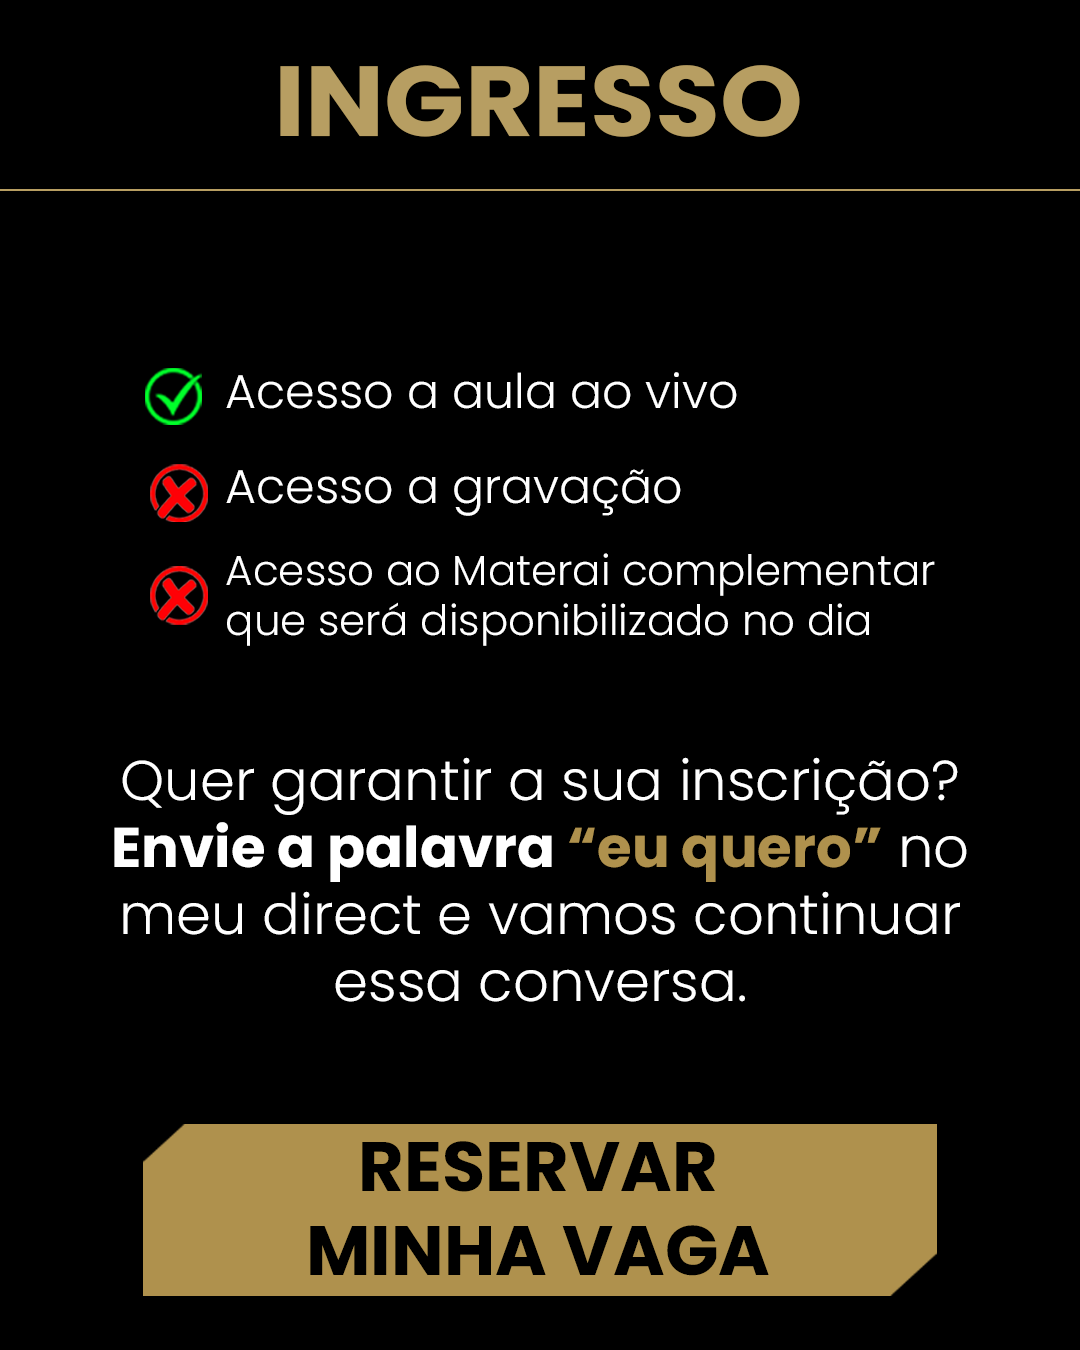 INGRESSO
Acesso a aula ao vivo
Acesso a gravação
Acesso ao Materai complementar
que será disponibilizado no dia
Quer garantir a sua inscrição?
Envie a palavra “eu quero” no
meu direct e vamos continuar
essa conversa.
RESERVAR
MINHA VAGA